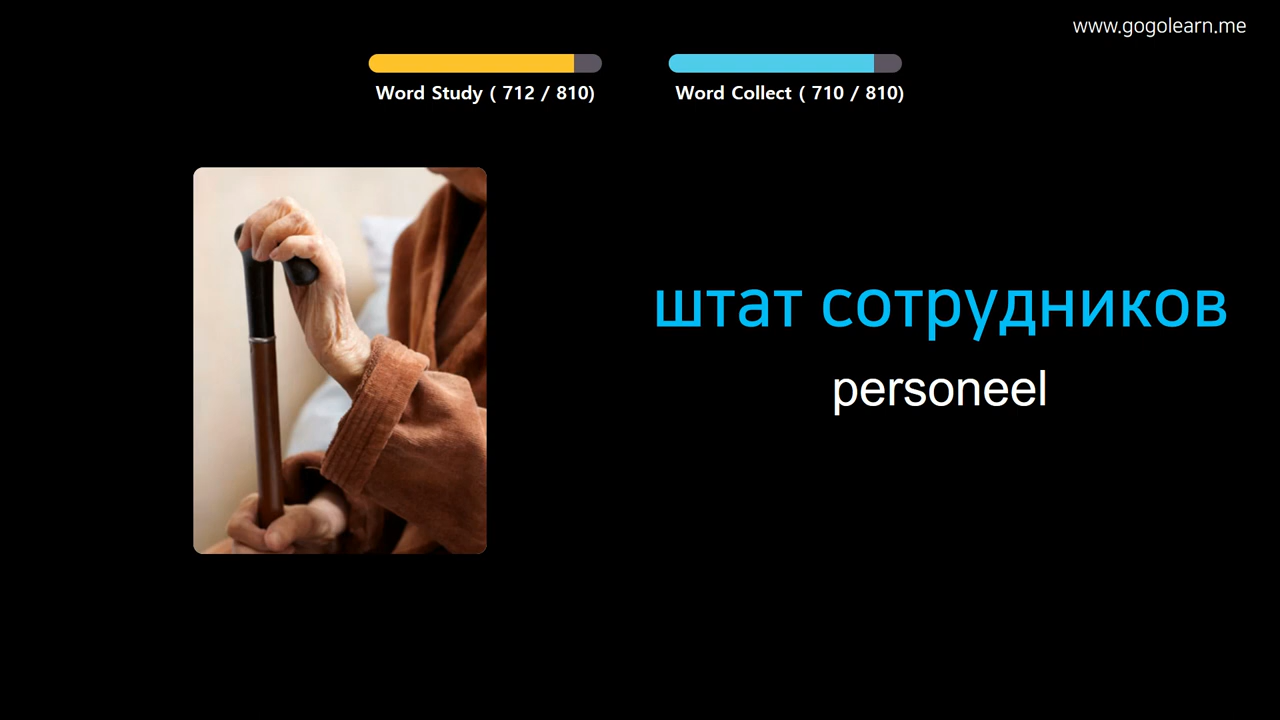 www.gogolearn.me
Word Study ( 712 / 810)
Word Collect ( 710 / 810)
штат сотрудников
personeel